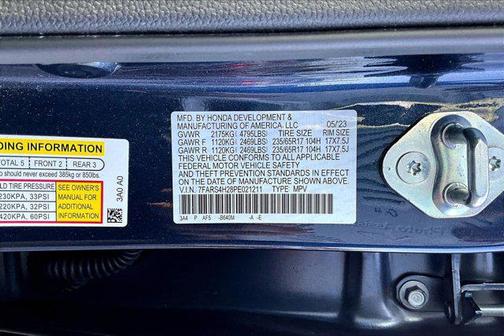 DING INFORMATION
TOTAL 5 FRONT 2 REAR 3
should never exceed 385kg or 850lbs.
LD TIRE PRESSURE
230KPA, 33PSI
220KPA, 32PSI
420KPA, 60PSI
SEE OWNER'S
MANUAL FOR
ADDITIONAL
INFORMATION
3A0 A0
MFD. BY HONDA DEVELOPMENT & 05/23
MANUFACTURING OF AMERICA, LLC
GVWR 2175KG( 4795LBS) TIRE SIZE RIM SIZE
GAWR F 1120KG( 2469LBS) 235/65R17 104H 17X7.5J
GAWR R 1120KG( 2469LBS) 235/65R17 104H 17X7.5J
THIS VEHICLE CONFORMS TO ALL APPLICABLE
FEDERAL MOTOR VEHICLE SAFETY STANDARDS
IN EFFECT ON THE DATE OF
MANUFACTURE SHOWN ABOVE.
V.I.N: 7FARS4H28PE021211 TYPE: MPV
3A4 P AF5 -B640M -A -E